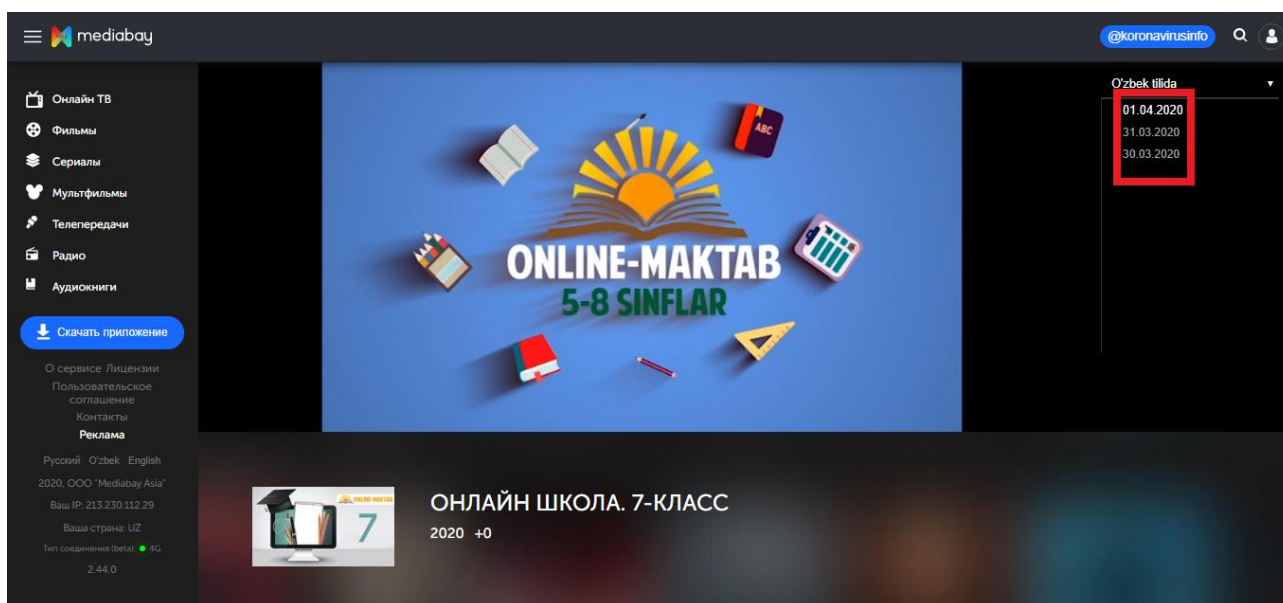 mediabay
@koronavirusinfo
Онлайн ТВ
Фильмы
Сериалы
Мультфильмы
Телепередачи
Радио
Аудиокниги
Скачать приложение
О сервисе Лицензии
Пользовательское
соглашение
Контакты
Реклама
Русский O'zbek English
2020, ООО "Mediabay Asia"
Ваш IP: 213.230.112.29
Ваша страна: UZ
Тип соединения (beta): 4G
2.44.0
ABC
ONLINE-MAKTAB
5-8 SINFLAR
O'zbek tilida
01.04.2020
31.03.2020
30.03.2020
ONLINE-MAKTAB
7
ОНЛАЙН ШКОЛА. 7-КЛАСС
2020 +0